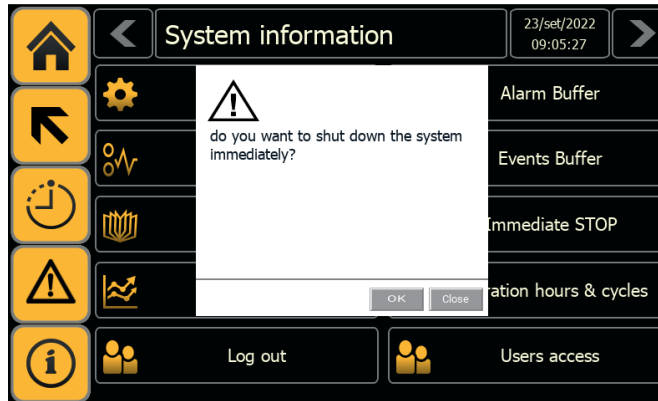 System information
23/set/2022
09:05:27
Alarm Buffer
do you want to shut down the system
immediately?
Events Buffer
Immediate STOP
ration hours & cycles
OK
Close
Log out
Users access